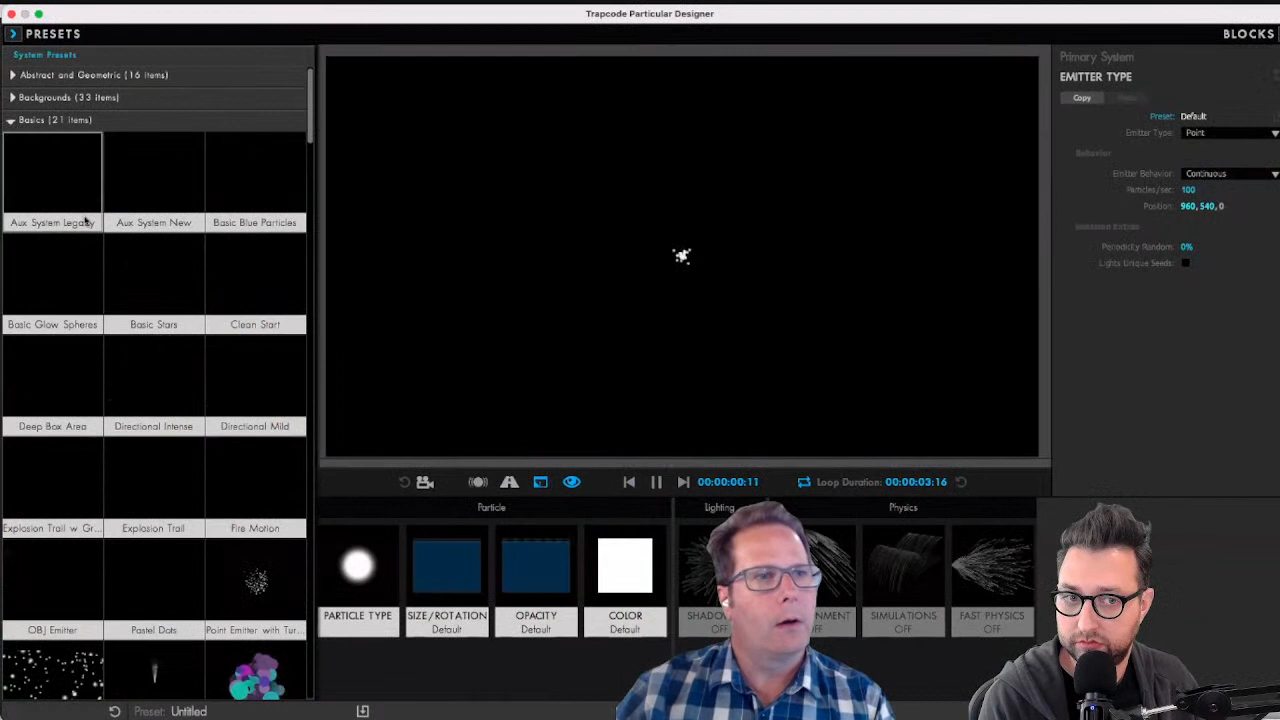 Trapcode Particular Designer
PRESETS
BLOCKS
System Presets
Abstract and Geometric (16 items)
Backgrounds (33 items)
Basics (21 items)
Aux System Legacy
Aux System New
Basic Blue Particles
Basic Glow Spheres
Basic Stars
Clean Start
Deep Box Area
Directional Intense
Directional Mild
Explosion Trail w Gr...
Explosion Trail
Fire Motion
OBJ Emitter
Pastel Dots
Point Emitter with Tur...
Preset: Untitled
00:00:00:11
Loop Duration: 00:00:03:16
Particle
Lighting
Physics
PARTICLE TYPE
SIZE/ROTATION
Default
OPACITY
Default
COLOR
Default
OFF
OFF
SIMULATIONS
OFF
FAST PHYSICS
OFF
Primary System
EMITTER TYPE
Copy
Preset: Default
Emitter Type: Point
Behavior
Emitter Behavior: Continuous
Particles/sec: 100
Position: 960, 540, 0
Emission Extras
Periodicity Random: 0%
Lights Unique Seeds: